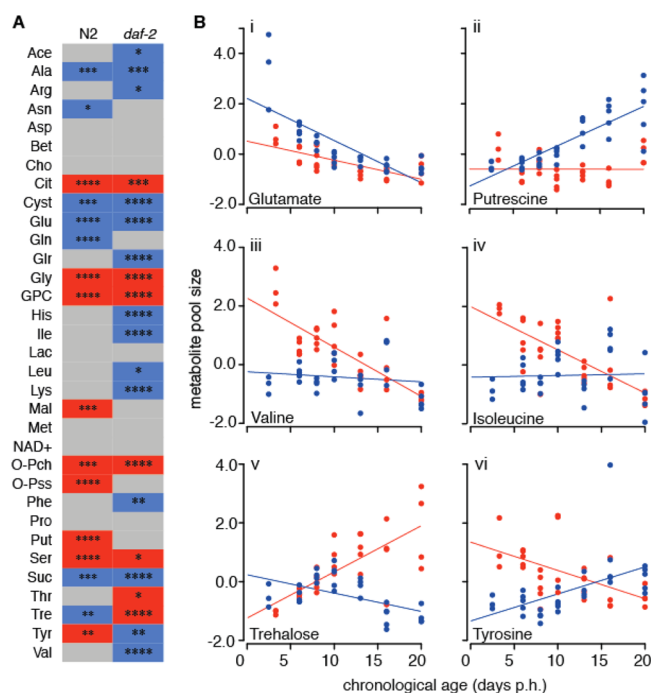 A
N2 daf-2
Ace *
Ala *** ***
Arg *
Asn *
Asp
Bet
Cho
Cit **** ***
Cyst *** ****
Glu **** ****
Gln ****
Glr ****
Gly **** ****
GPC **** ****
His ****
Ile ****
Lac
Leu *
Lys ****
Mal ***
Met
NAD+
O-Pch *** ****
O-Pss ****
Phe **
Pro
Put ****
Ser **** *
Suc *** ****
Thr *
Tre ** ****
Tyr ** **
Val ****
B
metabolite pool size
i
4.0
2.0
0.0
-2.0
Glutamate
ii
Putrescine
iii
4.0
2.0
0.0
-2.0
Valine
iv
Isoleucine
v
4.0
2.0
0.0
-2.0
Trehalose
vi
Tyrosine
0 5 10 15 20
0 5 10 15 20
chronological age (days p.h.)